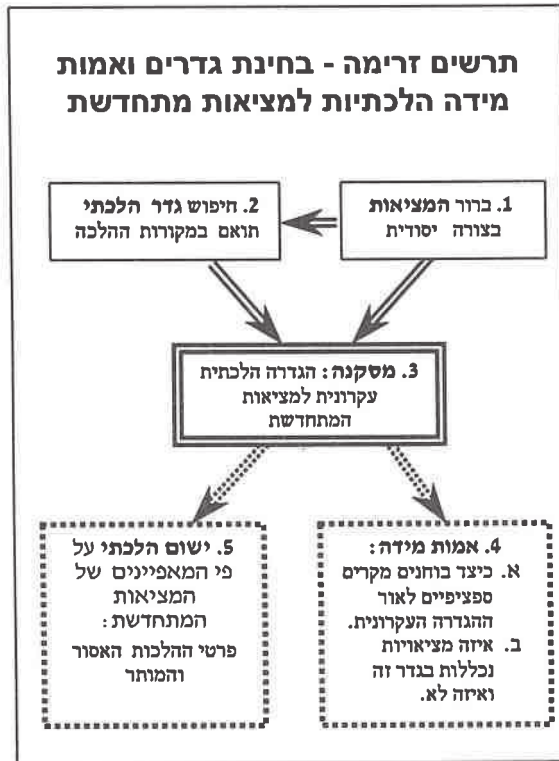 תרשים זרימה - בחינת גדרים ואמות
מידה הלכתיות למציאות מתחדשת
1. ברור המציאות
בצורה יסודית
2. חיפוש גדר הלכתי
תואם במקורות ההלכה
3. מסקנה: הגדרה הלכתית
עקרונית למציאות
המתחדשת
4. אמות מידה:
א. כיצד בוחנים מקרים
ספציפיים לאור
ההגדרה העקרונית.
ב. איזה מציאויות
נכללות בגדר זה
ואיזה לא.
5. ישום הלכתי על
פי המאפיינים של
המציאות
המתחדשת:
פרטי ההלכות האסור
והמותר